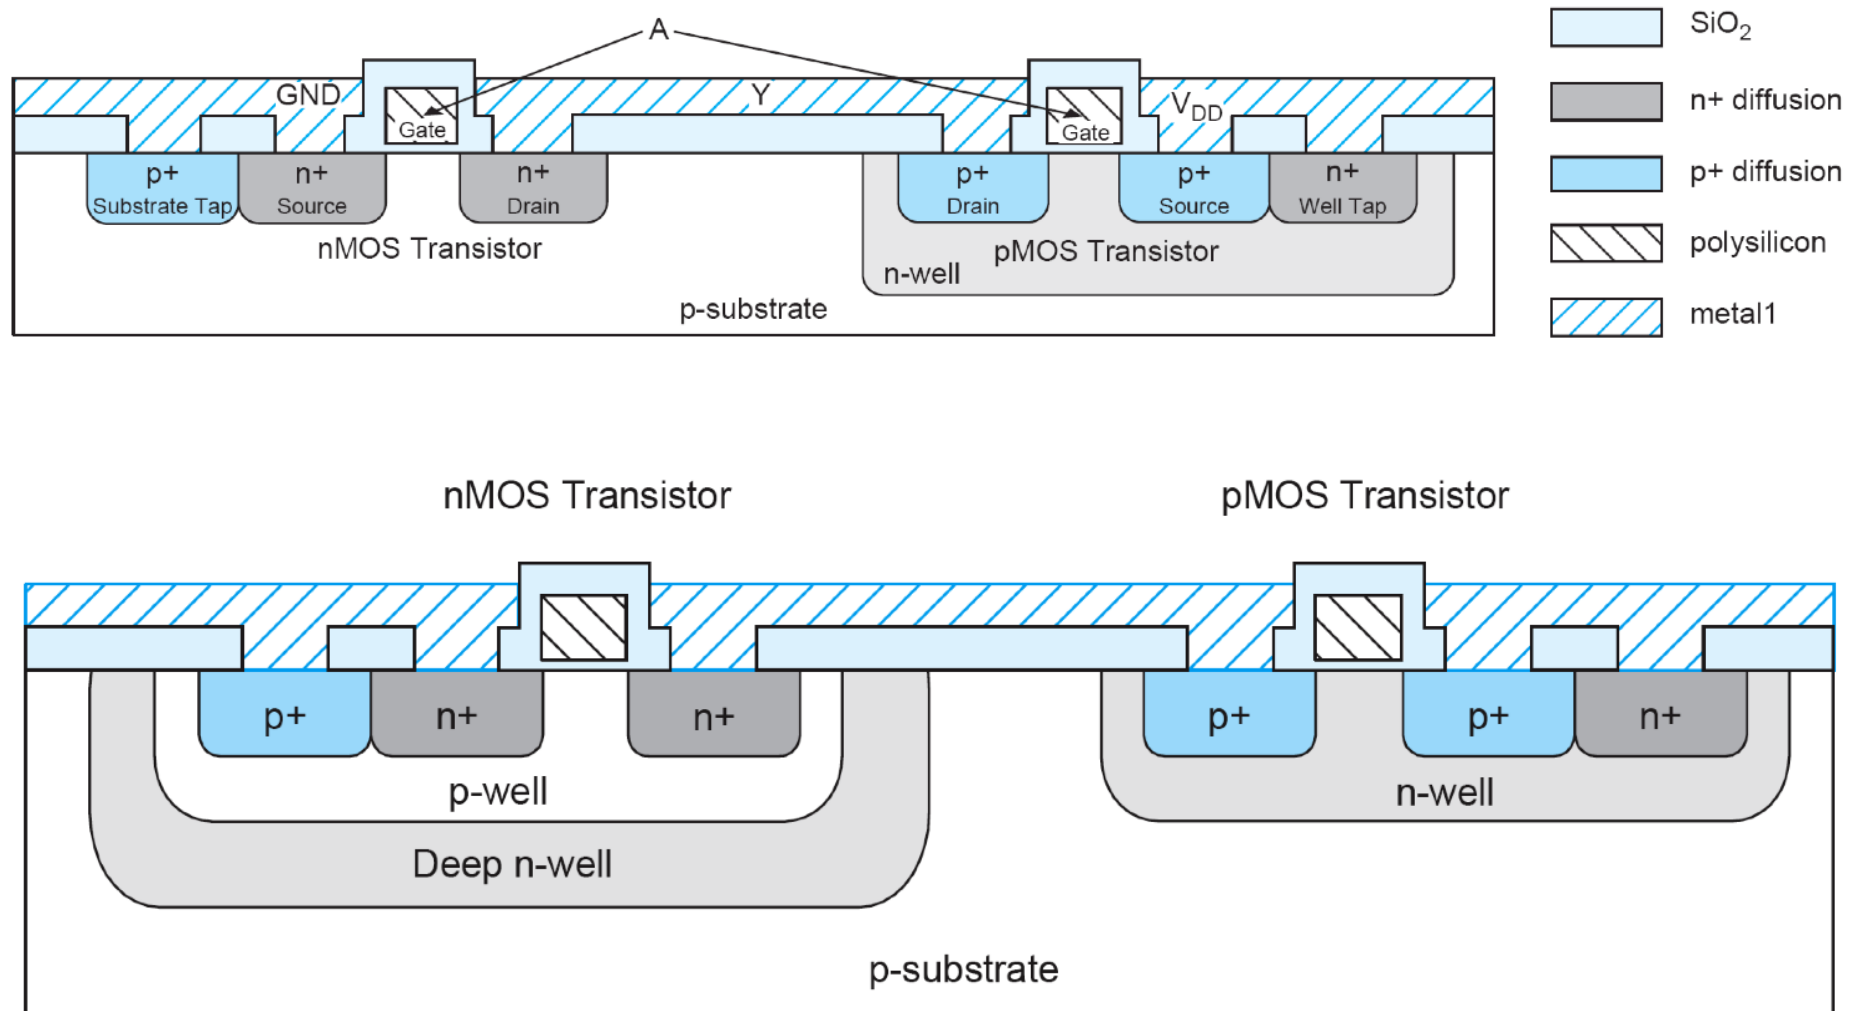 A
GND
Y
V_DD
Gate
Gate
p+
Substrate Tap
n+
Source
n+
Drain
p+
Drain
p+
Source
n+
Well Tap
nMOS Transistor
pMOS Transistor
n-well
p-substrate
SiO₂
n+ diffusion
p+ diffusion
polysilicon
metal1
nMOS Transistor
pMOS Transistor
p+
n+
n+
p+
p+
n+
p-well
n-well
Deep n-well
p-substrate